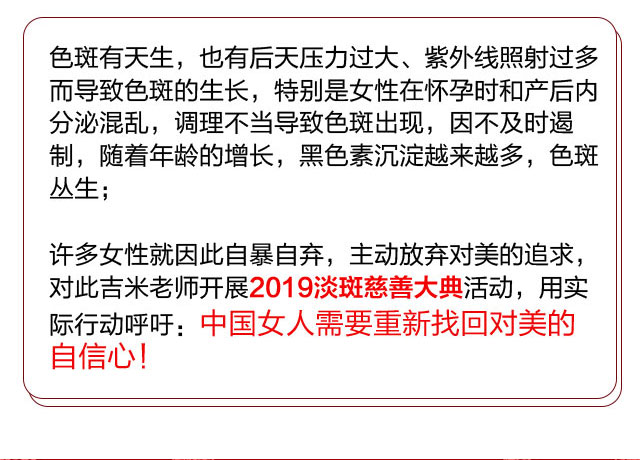 色斑有天生，也有后天压力过大、紫外线照射过多
而导致色斑的生长，特别是女性在怀孕时和产后内
分泌混乱，调理不当导致色斑出现，因不及时遏
制，随着年龄的增长，黑色素沉淀越来越多，色斑
丛生；
许多女性就因此自暴自弃，主动放弃对美的追求，
对此吉米老师开展2019淡斑慈善大典活动，用实
际行动呼吁：中国女人需要重新找回对美的
自信心！